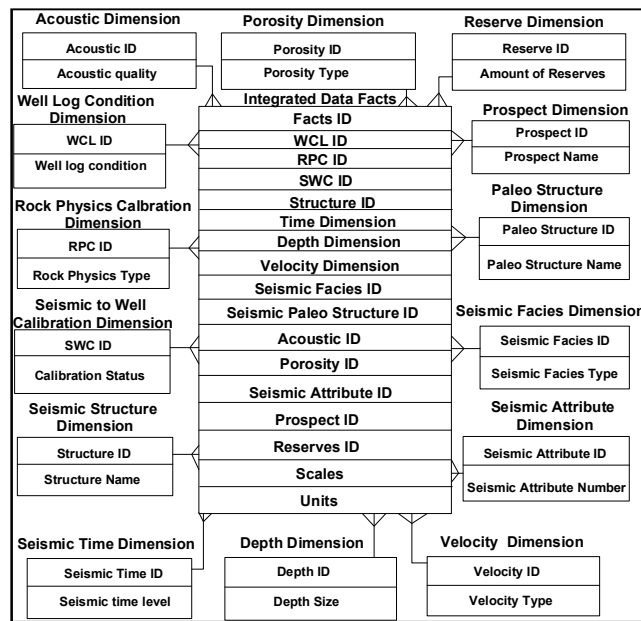 Acoustic Dimension
Acoustic ID
Acoustic quality
Porosity Dimension
Porosity ID
Porosity Type
Reserve Dimension
Reserve ID
Amount of Reserves
Well Log Condition
Dimension
WCL ID
Well log condition
Rock Physics Calbration
Dimension
RPC ID
Rock Physics Type
Seismic to Well
Calibration Dimension
SWC ID
Calibration Status
Seismic Structure
Dimension
Structure ID
Structure Name
Integrated Data Facts
Facts ID
WCL ID
RPC ID
SWC ID
Structure ID
Time Dimension
Depth Dimension
Velocity Dimension
Seismic Facies ID
Seismic Paleo Structure ID
Acoustic ID
Porosity ID
Seismic Attribute ID
Prospect ID
Reserves ID
Scales
Units
Prospect Dimension
Prospect ID
Prospect Name
Paleo Structure
Dimension
Paleo Structure ID
Paleo Structure Name
Seismic Facies Dimension
Seismic Facies ID
Seismic Facies Type
Seismic Attribute
Dimension
Seismic Attribute ID
Seismic Attribute Number
Seismic Time Dimension
Seismic Time ID
Seismic time level
Depth Dimension
Depth ID
Depth Size
Velocity Dimension
Velocity ID
Velocity Type